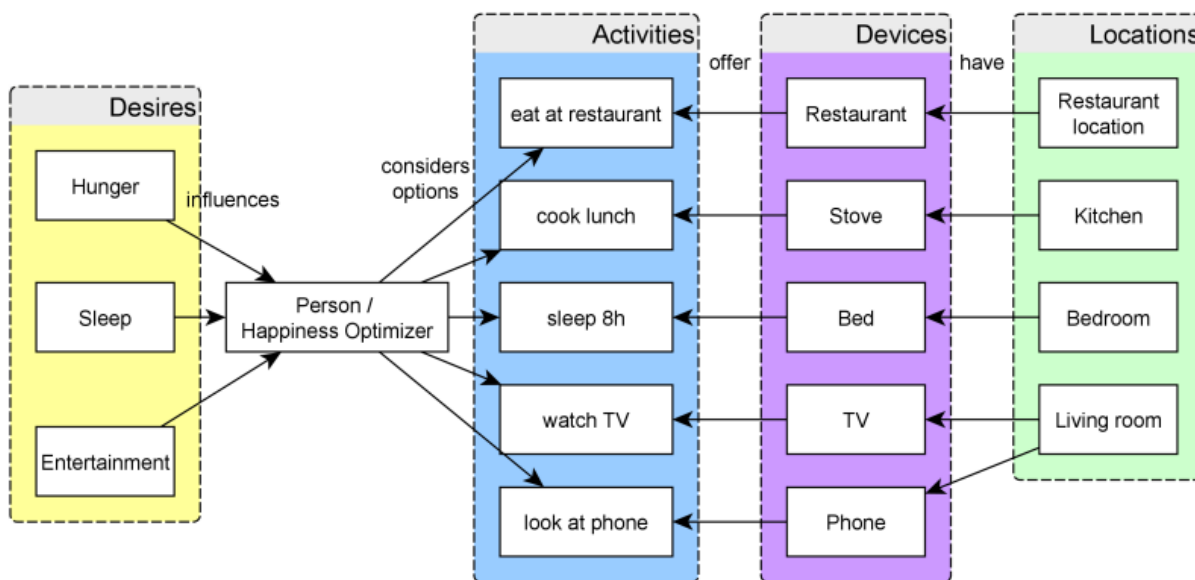 Activities
Devices
Locations
offer
have
Desires
eat at restaurant
Restaurant
Restaurant
location
considers
options
Hunger
influences
cook lunch
Stove
Kitchen
Sleep
Person /
Happiness Optimizer
sleep 8h
Bed
Bedroom
watch TV
TV
Living room
Entertainment
look at phone
Phone